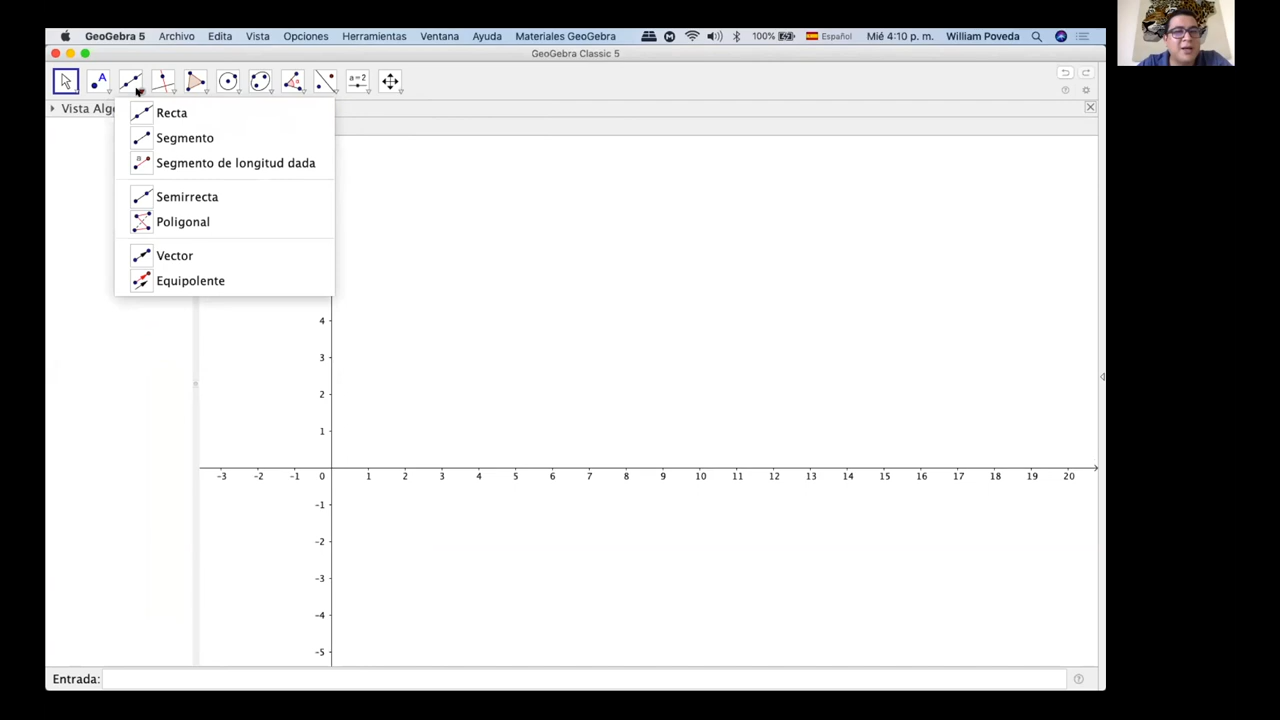 GeoGebra 5 Archivo Edita Vista Opciones Herramientas Ventana Ayuda Materiales GeoGebra 100% Español Mié 4:10 p. m. William Poveda
GeoGebra Classic 5
A a=2
Vista Alg
Recta
Segmento
a
Segmento de longitud dada
Semirrecta
Poligonal
Vector
Equipolente
4
3
2
1
-3 -2 -1 0 1 2 3 4 5 6 7 8 9 10 11 12 13 14 15 16 17 18 19 20
-1
-2
-3
-4
-5
Entrada: